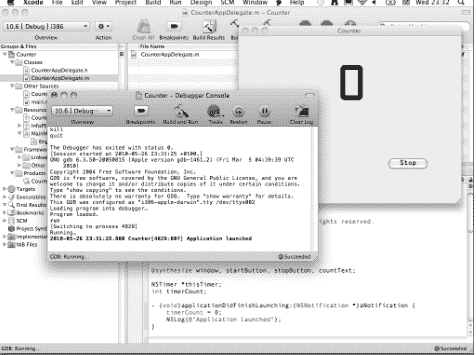 Xcode File Edit View Project Build Run Design SCM Window Help
Wed 23:32
CounterAppDelegate.m - Counter
10.6 | Debug | i386
Overview
Action
Breakpoints
Build Results
Groups & Files
File Name
Counter
Classes
CounterAppDelegate.h
CounterAppDelegate.m
Other Sources
CounterAppDelegate.m
Counter
0
Stop
Counter - Debugger Console
10.6 | Debug
Overview
Breakpoints
Build and Run
Tasks
Restart
Pause
Clear Log
kill
quit
The Debugger has exited with status 0.
[Session started at 2010-05-26 23:31:25 +0100.]
GNU gdb 6.3.50-20050815 (Apple version gdb-1461.2) (Fri Mar 5 04:39:39 UTC
2010)
Copyright 2004 Free Software Foundation, Inc.
GDB is free software, covered by the GNU General Public License, and you are
welcome to change it and/or distribute copies of it under certain conditions.
Type "show copying" to see the conditions.
There is absolutely no warranty for GDB. Type "show warranty" for details.
This GDB was configured as "i386-apple-darwin".tty /dev/ttys002
Loading program into debugger…
Program loaded.
run
[Switching to process 4029]
Running…
2010-05-26 23:31:28.000 Counter[4029:80f] Application launched
GDB: Running...
Succeeded
Products
Targets
Executables
Find Results
Bookmarks
SCM
Project Symbols
Implementation
NIB Files
rights reserved.
@synthesize window, startButton, stopButton, countText;
NSTimer *thisTimer;
int timerCount;
- (void)applicationDidFinishLaunching:(NSNotification *)aNotification {
timerCount = 0;
NSLog(@"Application launched");
}
GDB: Running...
Succeeded